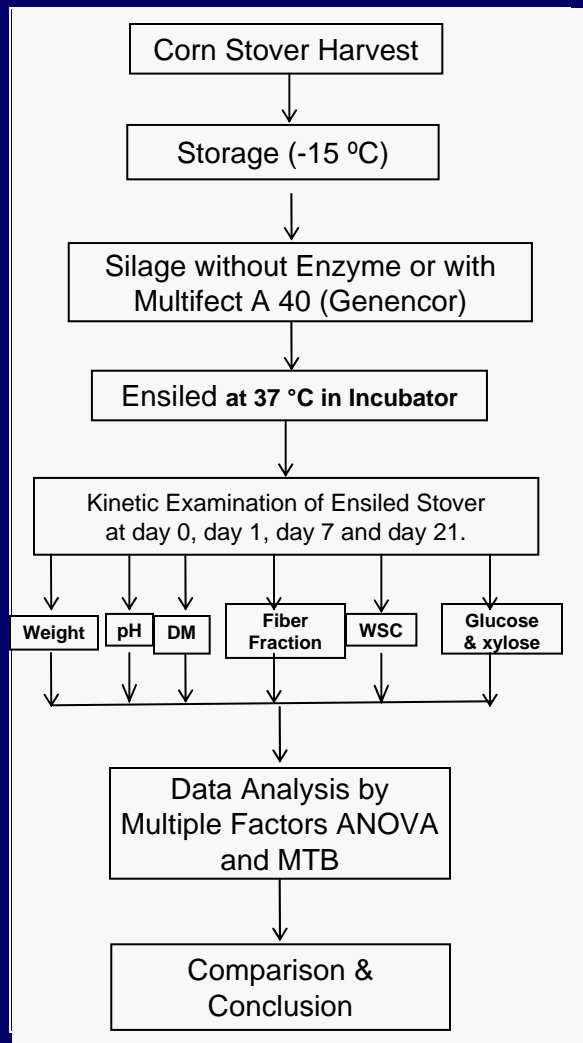 Corn Stover Harvest
Storage (-15 ºC)
Silage without Enzyme or with
Multifect A 40 (Genencor)
Ensiled at 37 °C in Incubator
Kinetic Examination of Ensiled Stover
at day 0, day 1, day 7 and day 21.
Weight
pH
DM
Fiber
Fraction
WSC
Glucose
& xylose
Data Analysis by
Multiple Factors ANOVA
and MTB
Comparison &
Conclusion